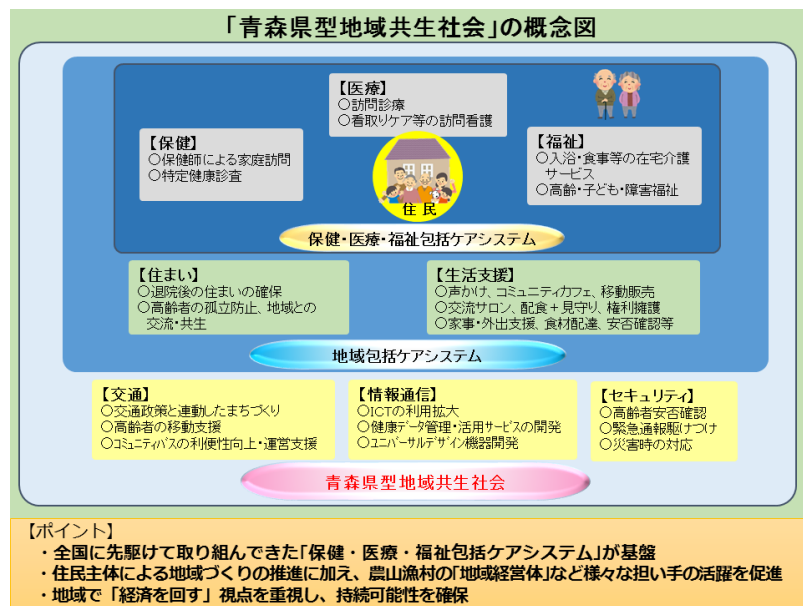 「青森県型地域共生社会」の概念図
【医療】
○訪問診療
○看取りケア等の訪問看護
【保健】
○保健師による家庭訪問
○特定健康診査
【福祉】
○入浴・食事等の在宅介護
サービス
○高齢・子ども・障害福祉
住民
保健・医療・福祉包括ケアシステム
【住まい】
○退院後の住まいの確保
○高齢者の孤立防止、地域との
交流・共生
【生活支援】
○声かけ、コミュニティカフェ、移動販売
○交流サロン、配食+見守り、権利擁護
○家事・外出支援、食材配達、安否確認等
地域包括ケアシステム
【交通】
○交通政策と連動したまちづくり
○高齢者の移動支援
○コミュニティバスの利便性向上・運営支援
【情報通信】
○ICTの利用拡大
○健康データ管理・活用サービスの開発
○ユニバーサルデザイン機器開発
【セキュリティ】
○高齢者安否確認
○緊急通報駆けつけ
○災害時の対応
青森県型地域共生社会
【ポイント】
・全国に先駆けて取り組んできた「保健・医療・福祉包括ケアシステム」が基盤
・住民主体による地域づくりの推進に加え、農山漁村の「地域経営体」など様々な担い手の活躍を促進
・地域で「経済を回す」視点を重視し、持続可能性を確保